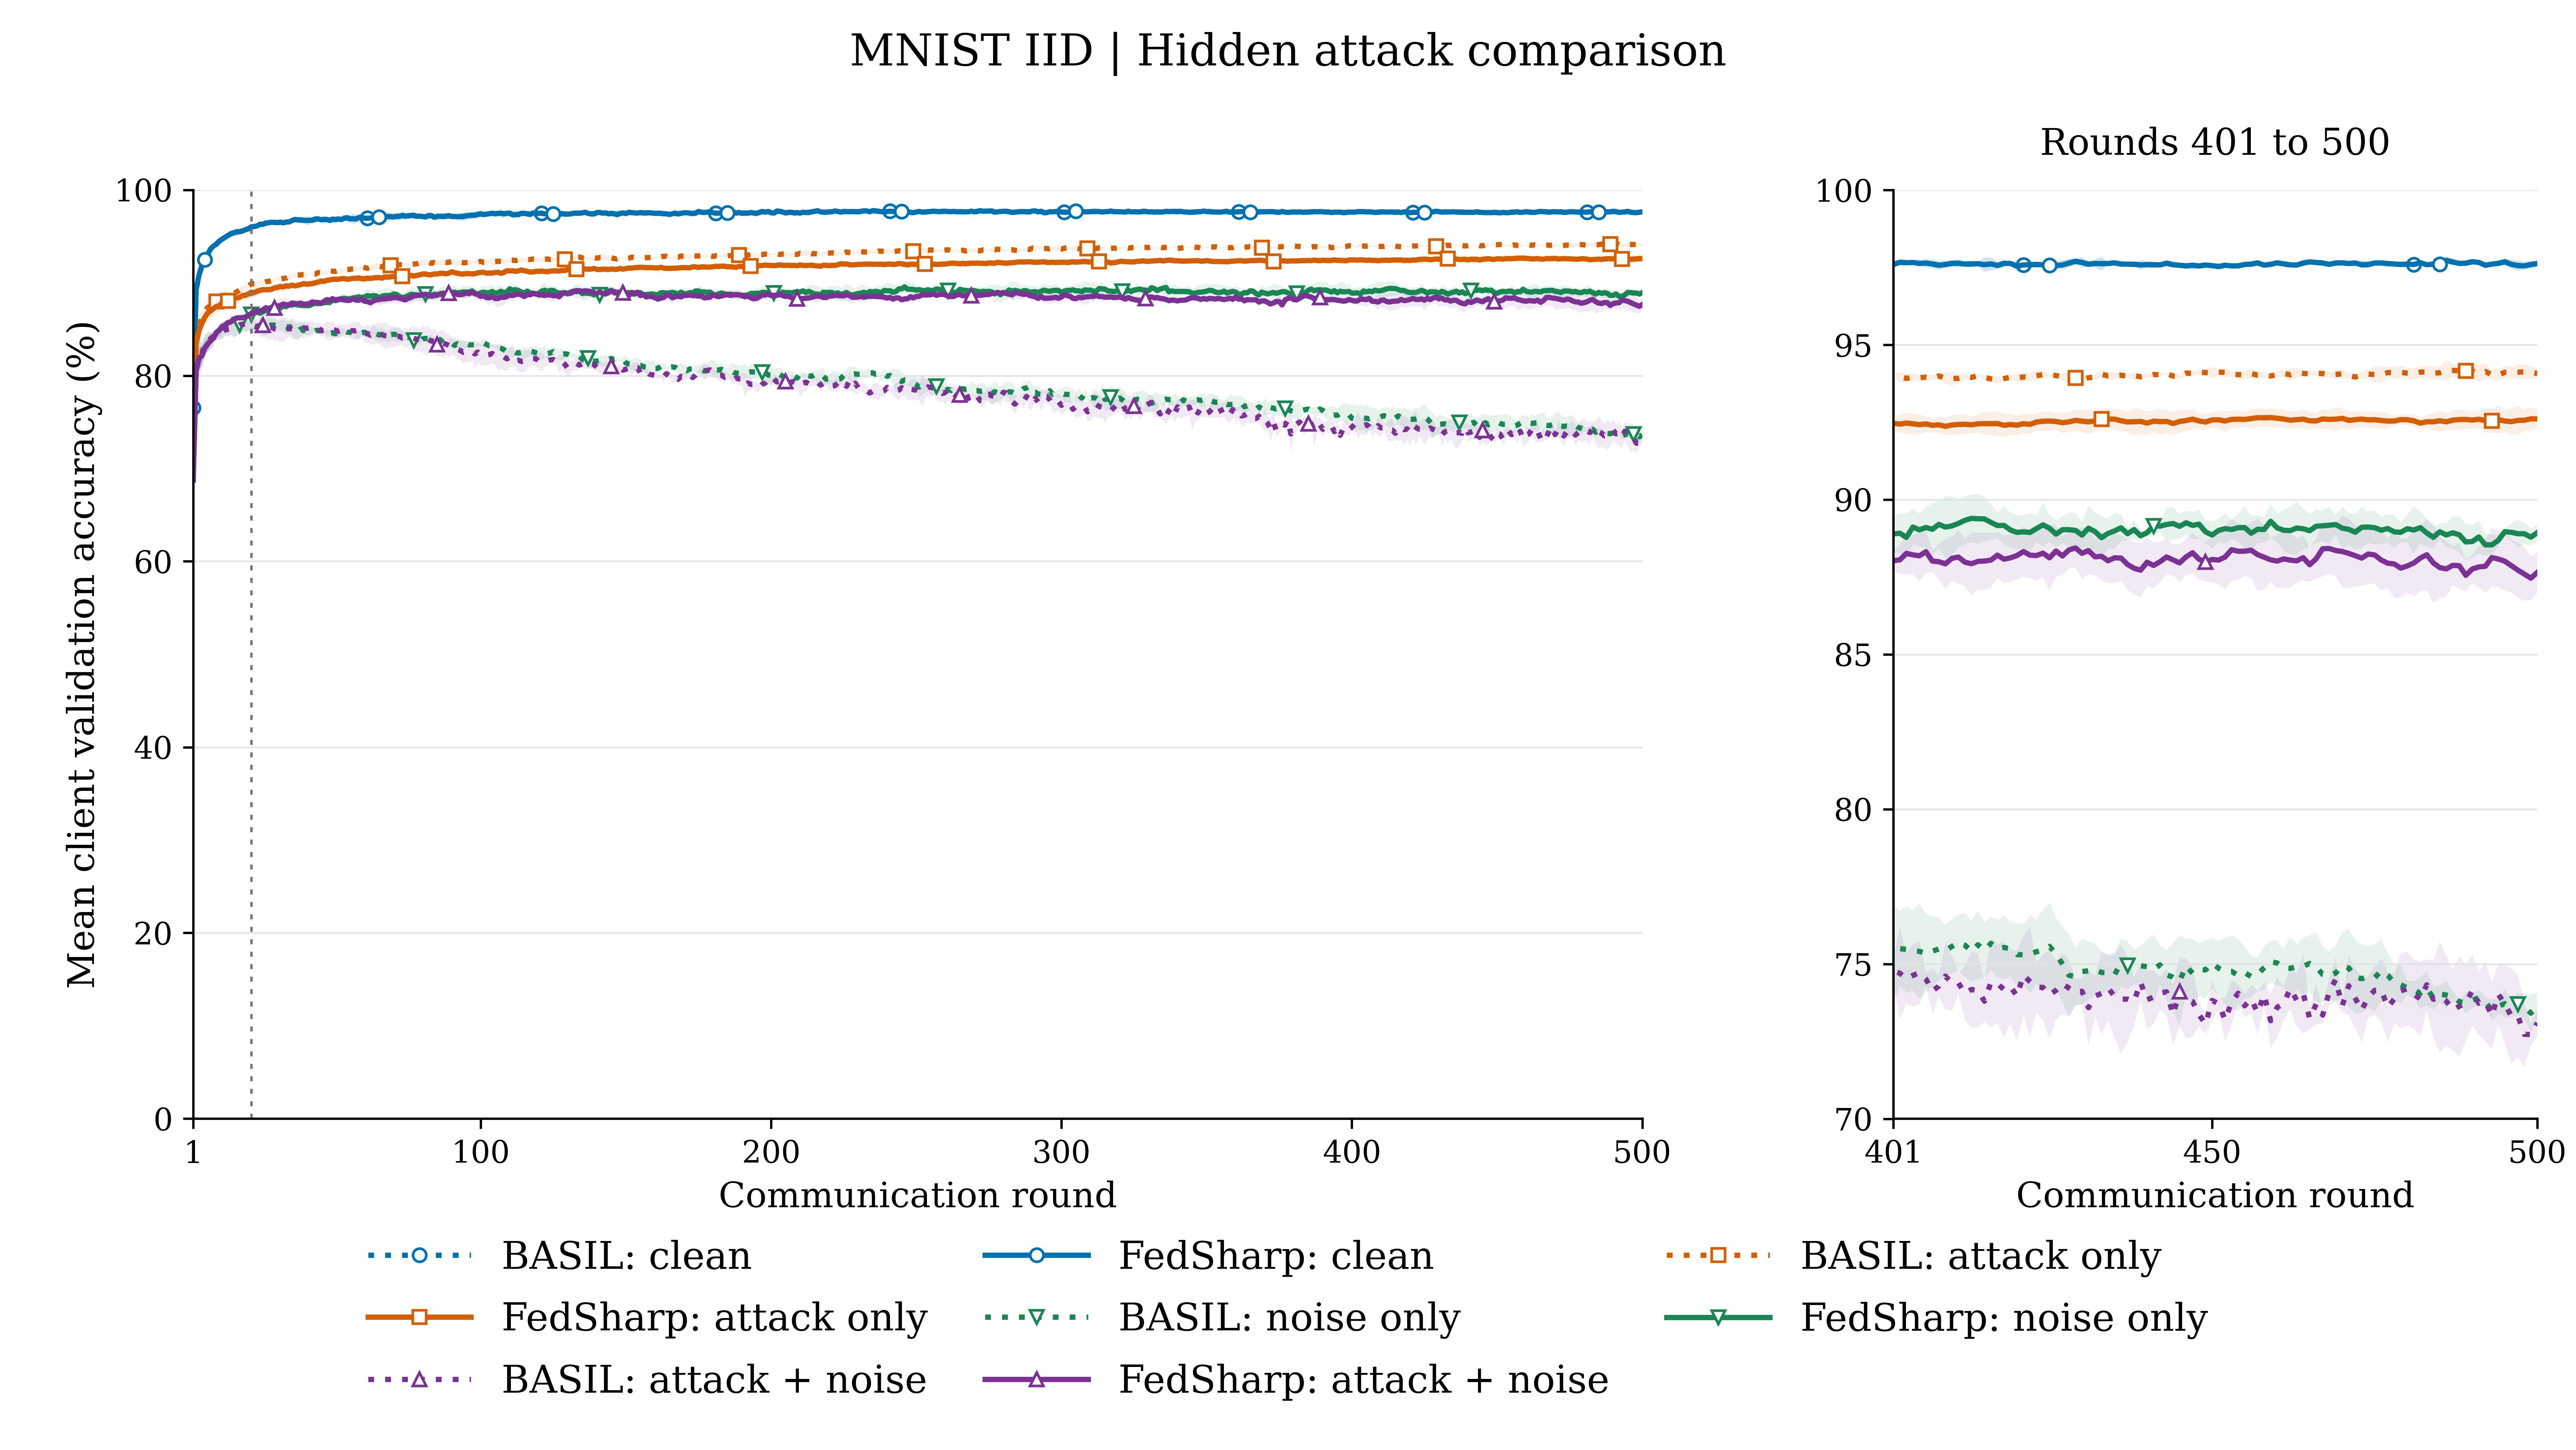 MNIST IID | Hidden attack comparison
Rounds 401 to 500
Mean client validation accuracy (%)
100
80
60
40
20
0
1 100 200 300 400 500
Communication round
100
95
90
85
80
75
70
401 450 500
Communication round
BASIL: clean FedSharp: clean BASIL: attack only
FedSharp: attack only BASIL: noise only FedSharp: noise only
BASIL: attack + noise FedSharp: attack + noise